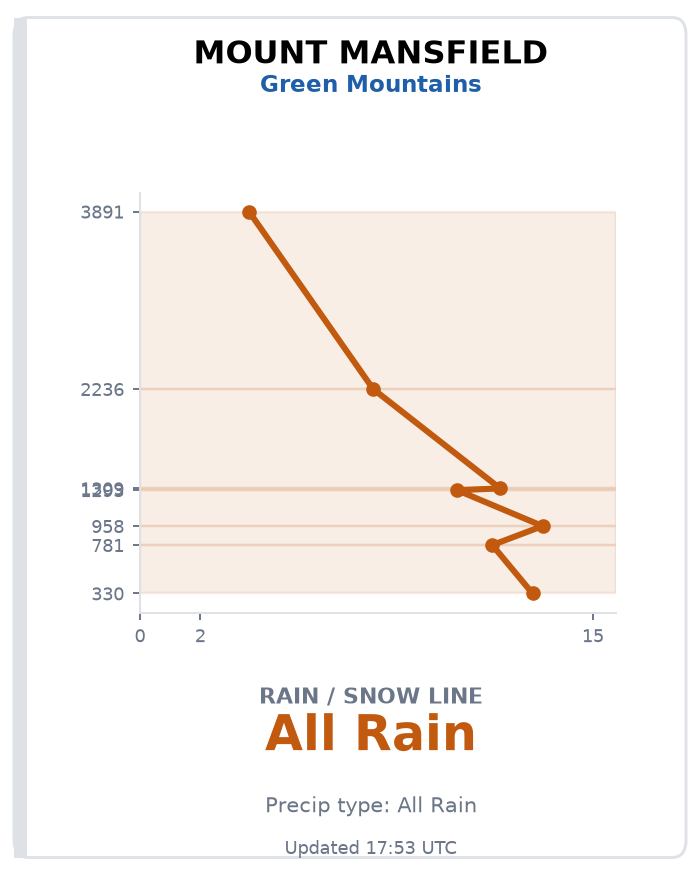 MOUNT MANSFIELD
Green Mountains
3891
2236
958
781
330
0 2 15
RAIN / SNOW LINE
All Rain
Precip type: All Rain
Updated 17:53 UTC